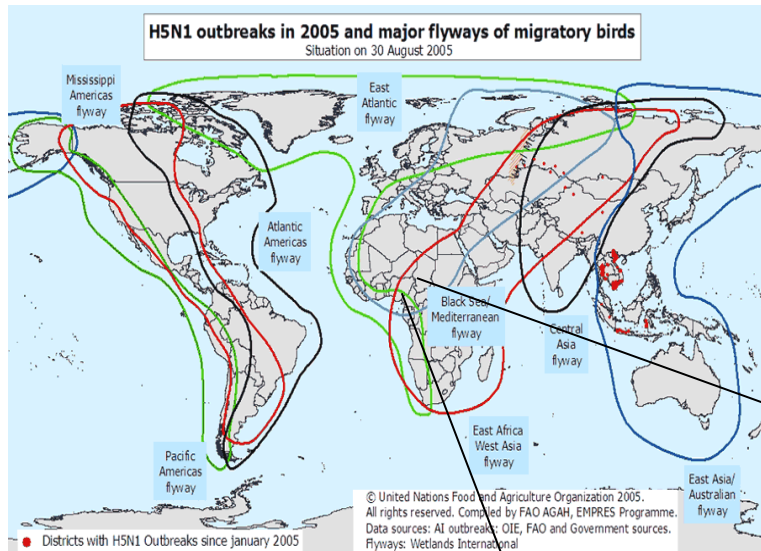 H5N1 outbreaks in 2005 and major flyways of migratory birds
Situation on 30 August 2005
Mississippi
Americas
flyway
East
Atlantic
flyway
Ural Mts
Atlantic
Americas
flyway
Black Sea/
Mediterranean
flyway
Central
Asia
flyway
East Africa
West Asia
flyway
Pacific
Americas
flyway
East Asia/
Australian
flyway
© United Nations Food and Agriculture Organization 2005.
All rights reserved. Compiled by FAO AGAH, EMPRES Programme.
Data sources: AI outbreaks: OIE, FAO and Government sources.
Flyways: Wetlands International
Districts with H5N1 Outbreaks since january 2005